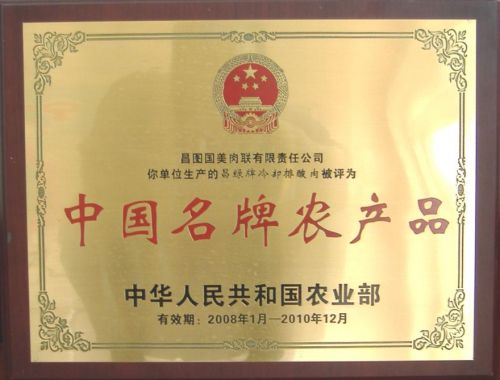 昌图国美肉联有限责任公司
你单位生产的昌绿牌冷却排酸肉被评为
中国名牌农产品
中华人民共和国农业部
有效期：2008年1月—2010年12月